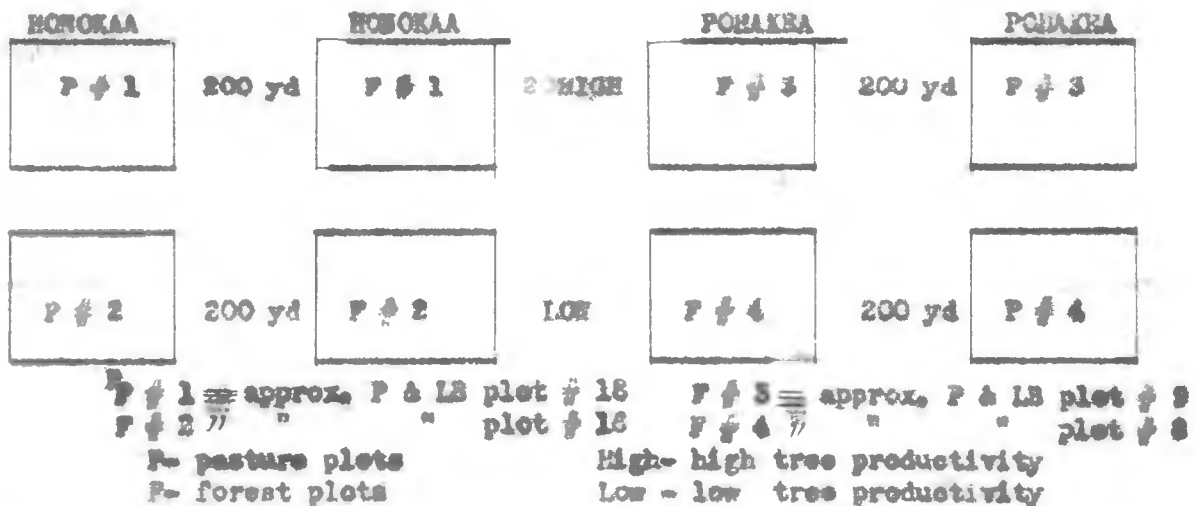 HONOKAA HONOKAA POHAKEA POHAKEA
P # 1 200 yd F # 1 HIGH F # 3 200 yd P # 3
P # 2 200 yd F # 2 LOW F # 4 200 yd P # 4
F # 1 = approx. P & LB plot # 18 F # 3 = approx. P & LB plot # 9
F # 2 " " " plot # 16 F # 4 " " " plot # 8
P- pasture plots High- high tree productivity
F- forest plots Low - low tree productivity